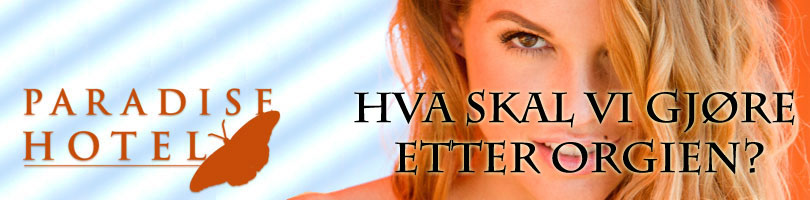 PARADISE
HOTEL
HVA SKAL VI GJØRE
ETTER ORGIEN?